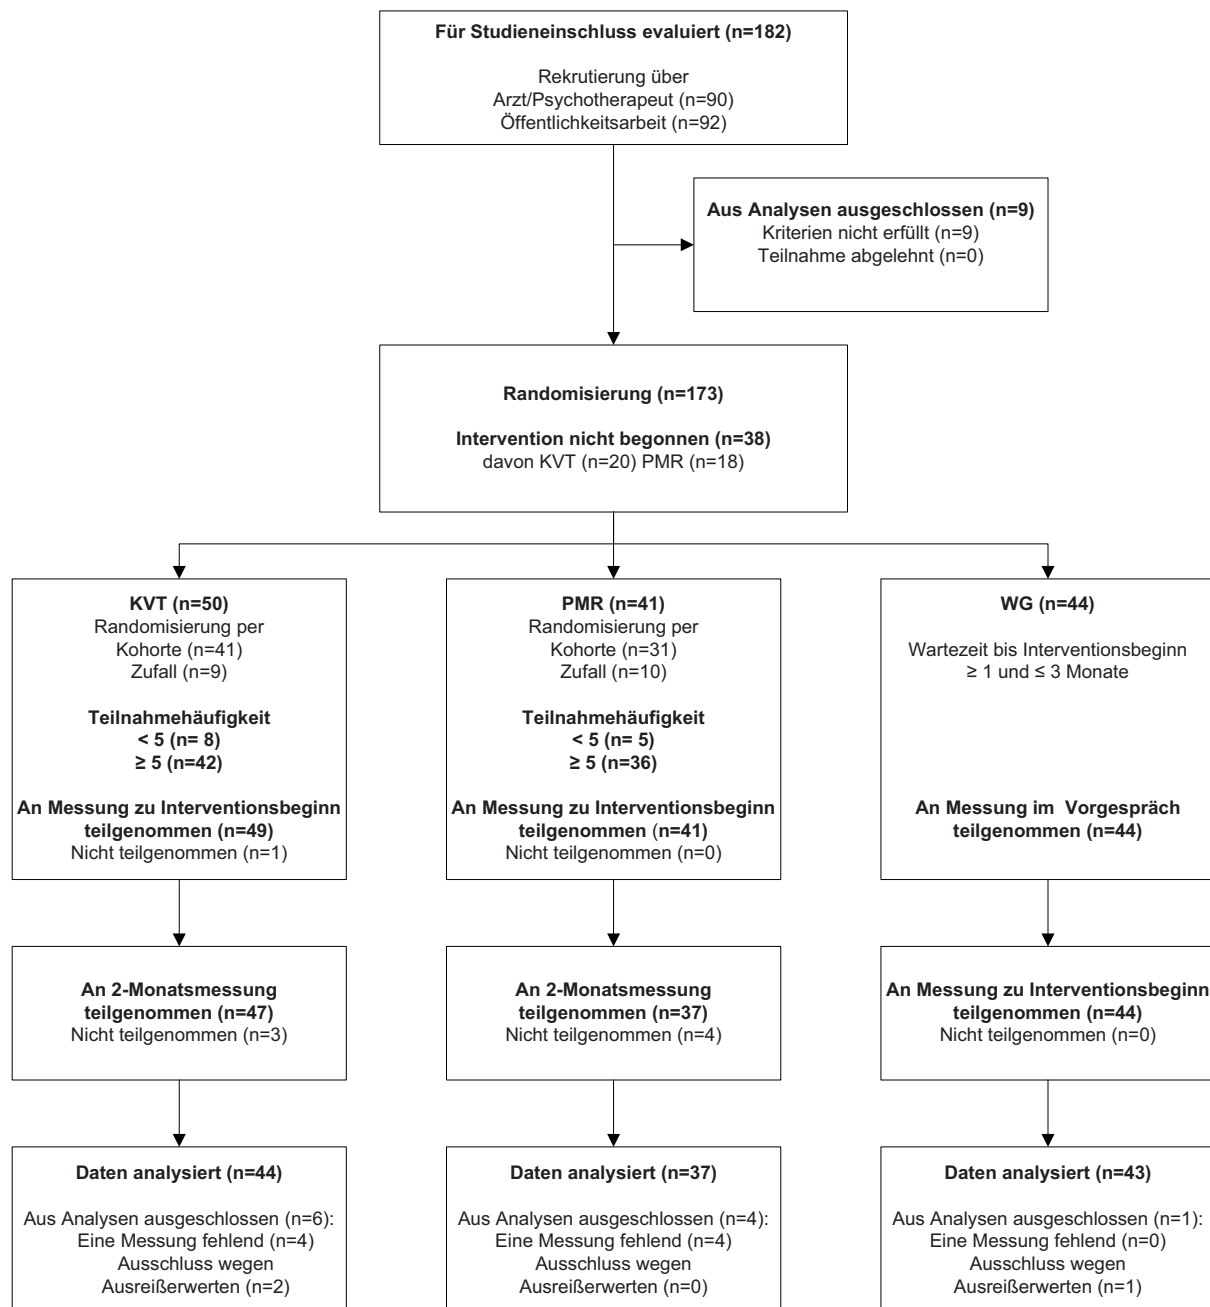 Für Studieneinschluss evaluiert (n=182)
Rekrutierung über
Arzt/Psychotherapeut (n=90)
Öffentlichkeitsarbeit (n=92)
Aus Analysen ausgeschlossen (n=9)
Kriterien nicht erfüllt (n=9)
Teilnahme abgelehnt (n=0)
Randomisierung (n=173)
Intervention nicht begonnen (n=38)
davon KVT (n=20) PMR (n=18)
KVT (n=50)
Randomisierung per
Kohorte (n=41)
Zufall (n=9)
Teilnahmehäufigkeit
< 5 (n= 8)
≥ 5 (n=42)
An Messung zu Interventionsbeginn
teilgenommen (n=49)
Nicht teilgenommen (n=1)
PMR (n=41)
Randomisierung per
Kohorte (n=31)
Zufall (n=10)
Teilnahmehäufigkeit
< 5 (n= 5)
≥ 5 (n=36)
An Messung zu Interventionsbeginn
teilgenommen (n=41)
Nicht teilgenommen (n=0)
WG (n=44)
Wartezeit bis Interventionsbeginn
≥ 1 und ≤ 3 Monate
An Messung im Vorgespräch
teilgenommen (n=44)
An 2-Monatsmessung
teilgenommen (n=47)
Nicht teilgenommen (n=3)
An 2-Monatsmessung
teilgenommen (n=37)
Nicht teilgenommen (n=4)
An Messung zu Interventionsbeginn
teilgenommen (n=44)
Nicht teilgenommen (n=0)
Daten analysiert (n=44)
Aus Analysen ausgeschlossen (n=6):
Eine Messung fehlend (n=4)
Ausschluss wegen
Ausreißerwerten (n=2)
Daten analysiert (n=37)
Aus Analysen ausgeschlossen (n=4):
Eine Messung fehlend (n=4)
Ausschluss wegen
Ausreißerwerten (n=0)
Daten analysiert (n=43)
Aus Analysen ausgeschlossen (n=1):
Eine Messung fehlend (n=0)
Ausschluss wegen
Ausreißerwerten (n=1)